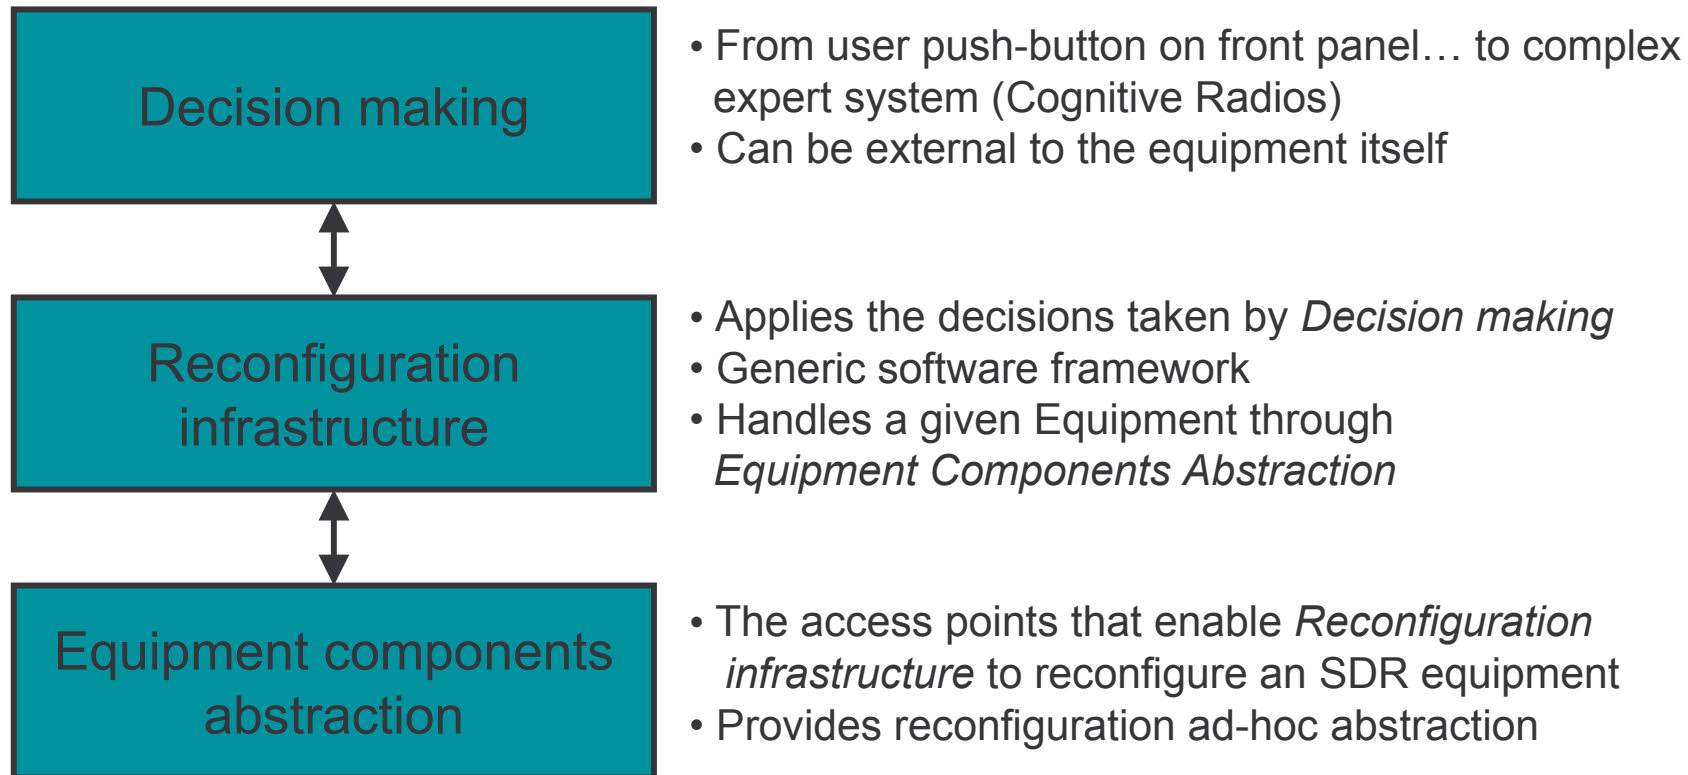 Decision making
• From user push-button on front panel… to complex
expert system (Cognitive Radios)
• Can be external to the equipment itself
Reconfiguration
infrastructure
• Applies the decisions taken by Decision making
• Generic software framework
• Handles a given Equipment through
Equipment Components Abstraction
Equipment components
abstraction
• The access points that enable Reconfiguration
infrastructure to reconfigure an SDR equipment
• Provides reconfiguration ad-hoc abstraction